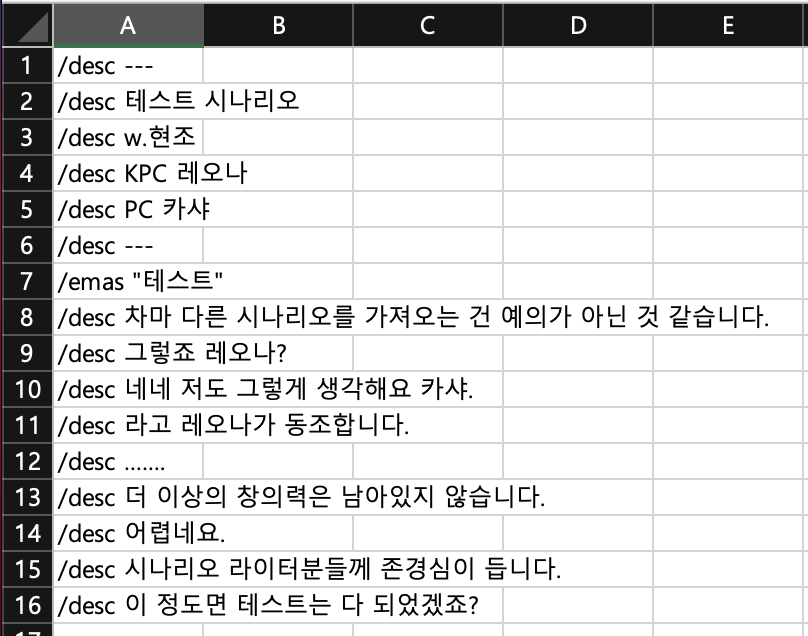 A B C D E
1 /desc ---
2 /desc 테스트 시나리오
3 /desc w.현조
4 /desc KPC 레오나
5 /desc PC 카샤
6 /desc ---
7 /emas "테스트"
8 /desc 차마 다른 시나리오를 가져오는 건 예의가 아닌 것 같습니다.
9 /desc 그렇죠 레오나?
10 /desc 네네 저도 그렇게 생각해요 카샤.
11 /desc 라고 레오나가 동조합니다.
12 /desc .......
13 /desc 더 이상의 창의력은 남아있지 않습니다.
14 /desc 어렵네요.
15 /desc 시나리오 라이터분들께 존경심이 듭니다.
16 /desc 이 정도면 테스트는 다 되었겠죠?